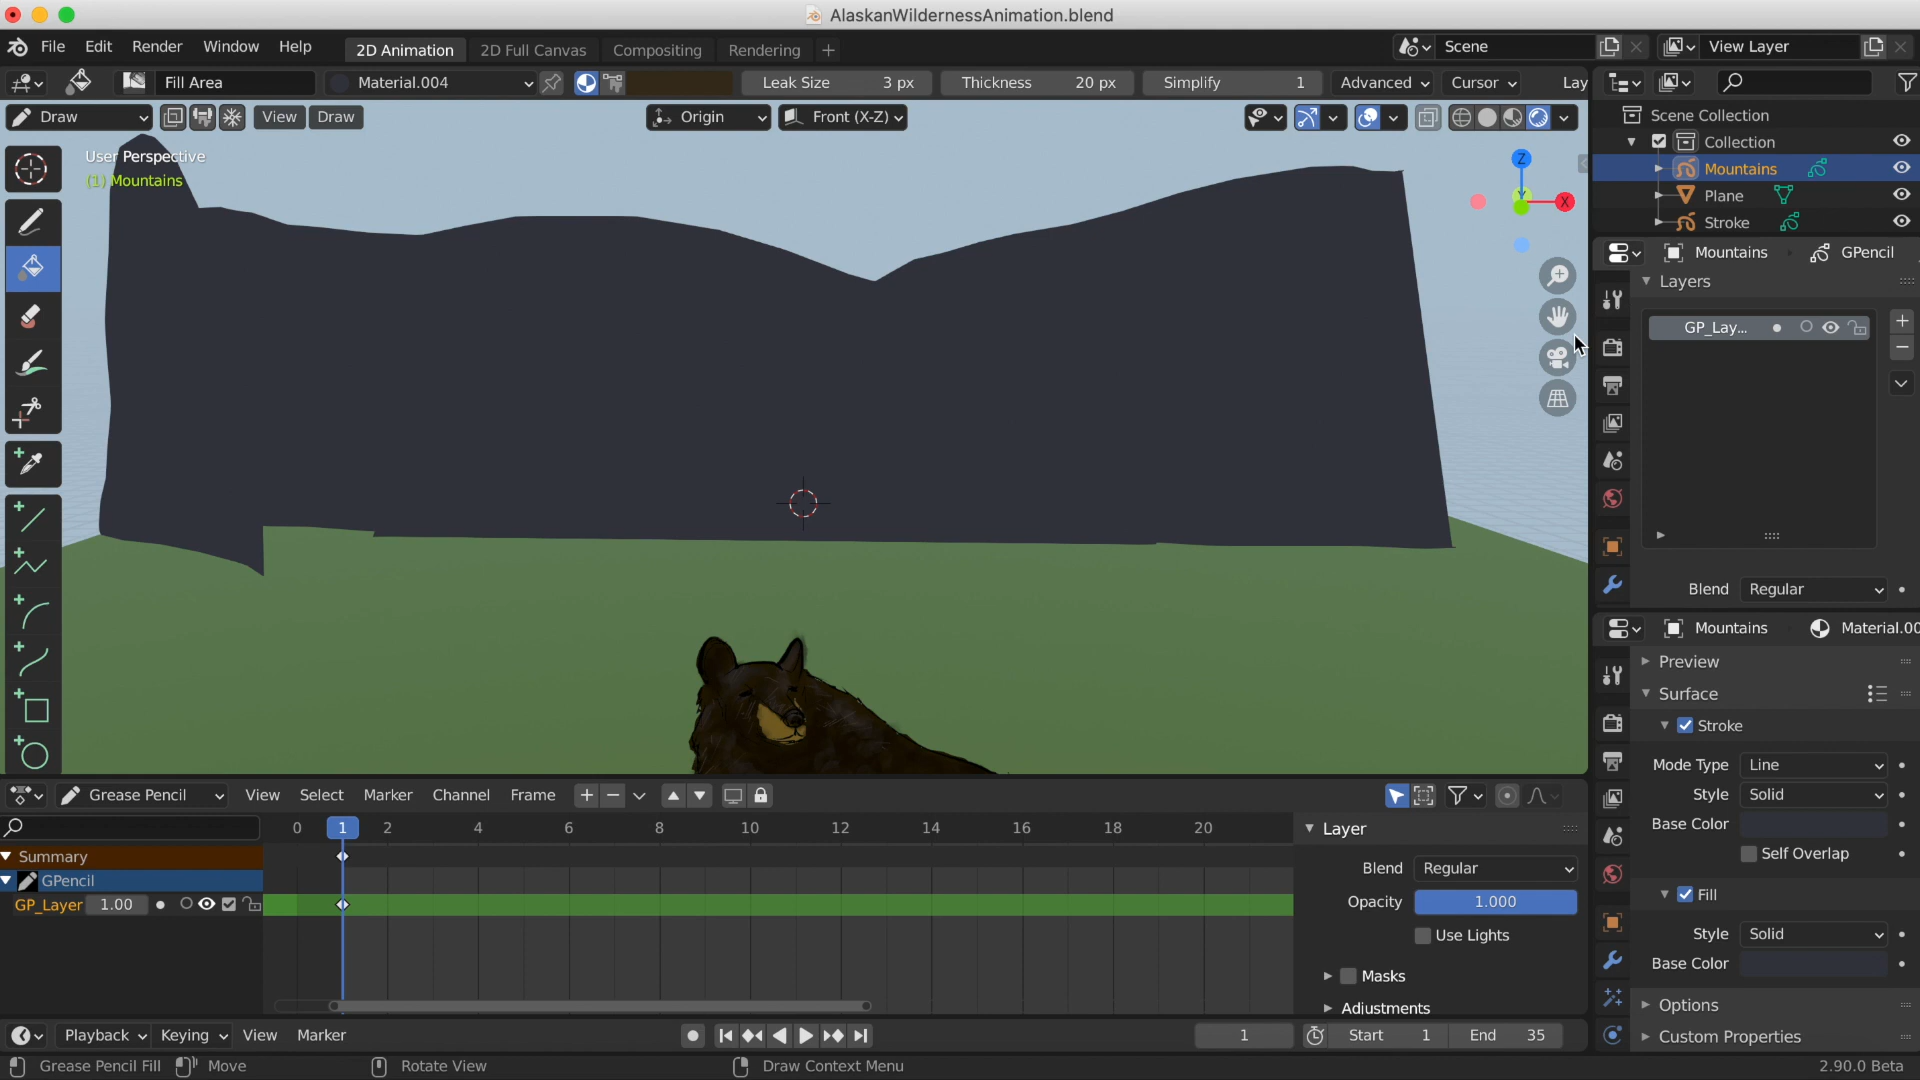 AlaskanWildernessAnimation.blend
File Edit Render Window Help 2D Animation 2D Full Canvas Compositing Rendering + Scene View Layer
Fill Area Material.004 Leak Size 3 px Thickness 20 px Simplify 1 Advanced Cursor Lay
Draw View Draw Origin Front (X-Z)
User Perspective
(1) Mountains
Z
Y
X
Scene Collection
Collection
Mountains
Plane
Stroke
Mountains GPencil
Layers
GP_Lay...
Blend Regular
Mountains Material.00
Preview
Surface
Stroke
Mode Type Line
Style Solid
Base Color
Self Overlap
Fill
Style Solid
Base Color
Options
Custom Properties
Grease Pencil View Select Marker Channel Frame
0 1 2 4 6 8 10 12 14 16 18 20
Summary
GPencil
GP_Layer 1.00
Layer
Blend Regular
Opacity 1.000
Use Lights
Masks
Adjustments
Playback Keying View Marker 1 Start 1 End 35
Grease Pencil Fill Move Rotate View Draw Context Menu 2.90.0 Beta